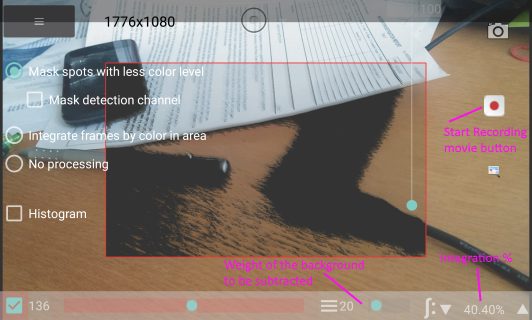 1776x1080
100
Mask spots with less color level
Mask detection channel
Integrate frames by color in area
No processing
Histogram
Start Recording
movie button
Weight of the background
to be subtracted
integration %
136
20
40.40%